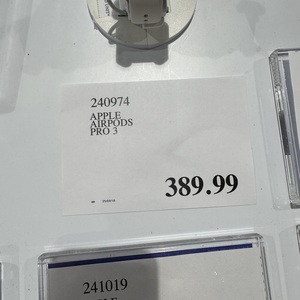 240974
APPLE
AIRPODS
PRO 3
389.99
241019